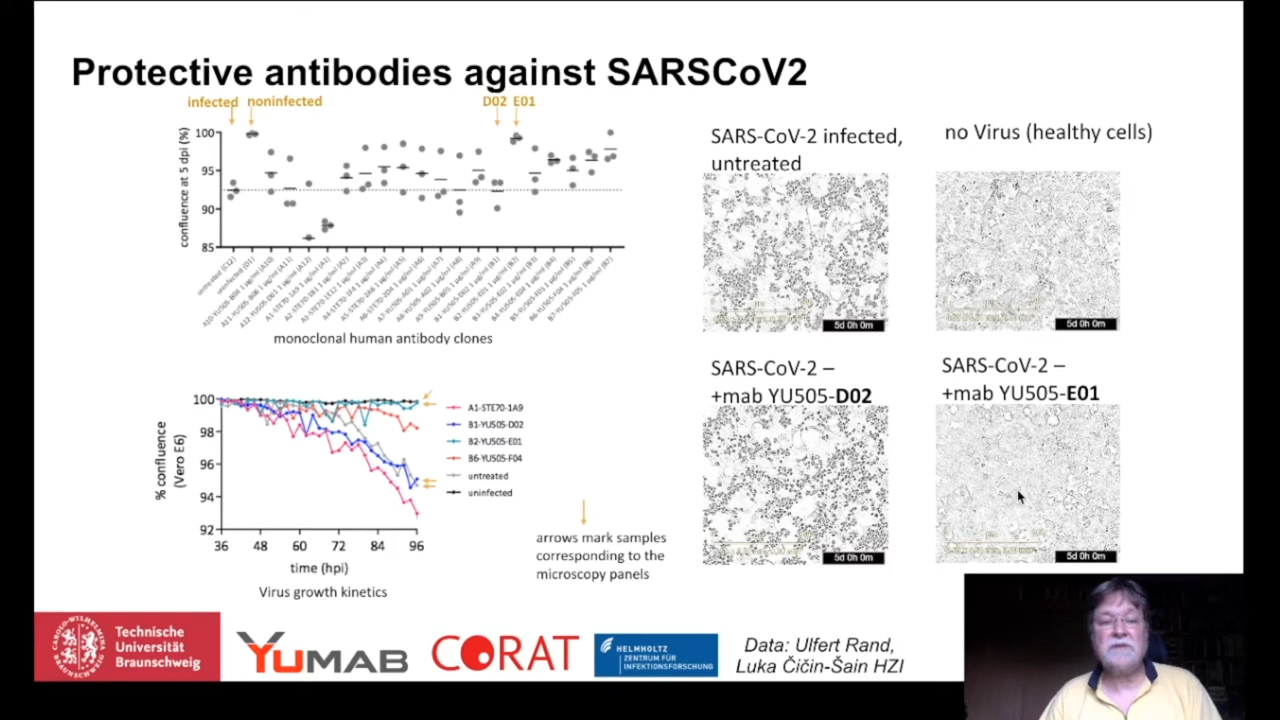 Protective antibodies against SARSCoV2
infected noninfected
D02 E01
confluence at 5 dpi (%)
100
95
90
85
untreated (C12)
uninfected (D1)
monoclonal human antibody clones
% confluence
(Vero E6)
100
98
96
94
92
36 48 60 72 84 96
time (hpi)
Virus growth kinetics
A1-STE70-1A9
B1-YU505-D02
B2-YU505-E01
B6-YU505-F04
untreated
uninfected
arrows mark samples
corresponding to the
microscopy panels
SARS-CoV-2 infected,
untreated
5d 0h 0m
no Virus (healthy cells)
5d 0h 0m
SARS-CoV-2 –
+mab YU505-D02
5d 0h 0m
SARS-CoV-2 –
+mab YU505-E01
5d 0h 0m
Technische
Universität
Braunschweig
YUMAB
CORAT
HELMHOLTZ
ZENTRUM FÜR
INFEKTIONSFORSCHUNG
Data: Ulfert Rand,
Luka Čičin-Šain HZI